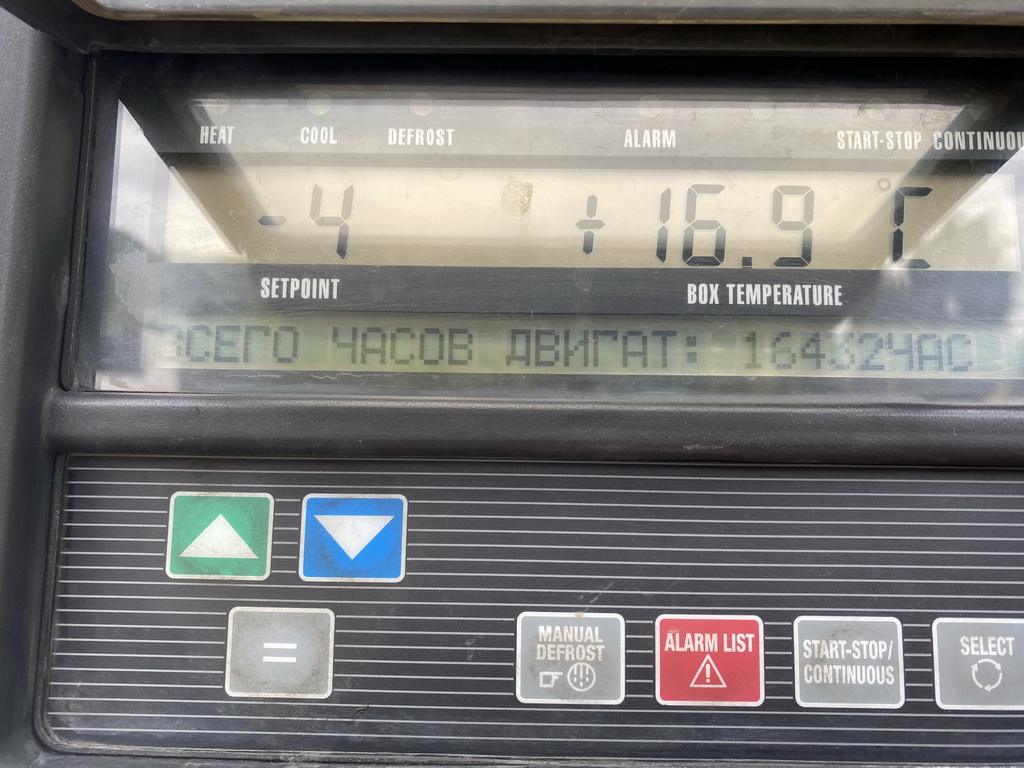 HEAT COOL DEFROST ALARM START-STOP CONTINUOU
-4 +16.9 °C
SETPOINT BOX TEMPERATURE
ВСЕГО ЧАСОВ ДВИГАТ: 16432ЧАС
MANUAL DEFROST
ALARM LIST
START-STOP/
CONTINUOUS
SELECT
=